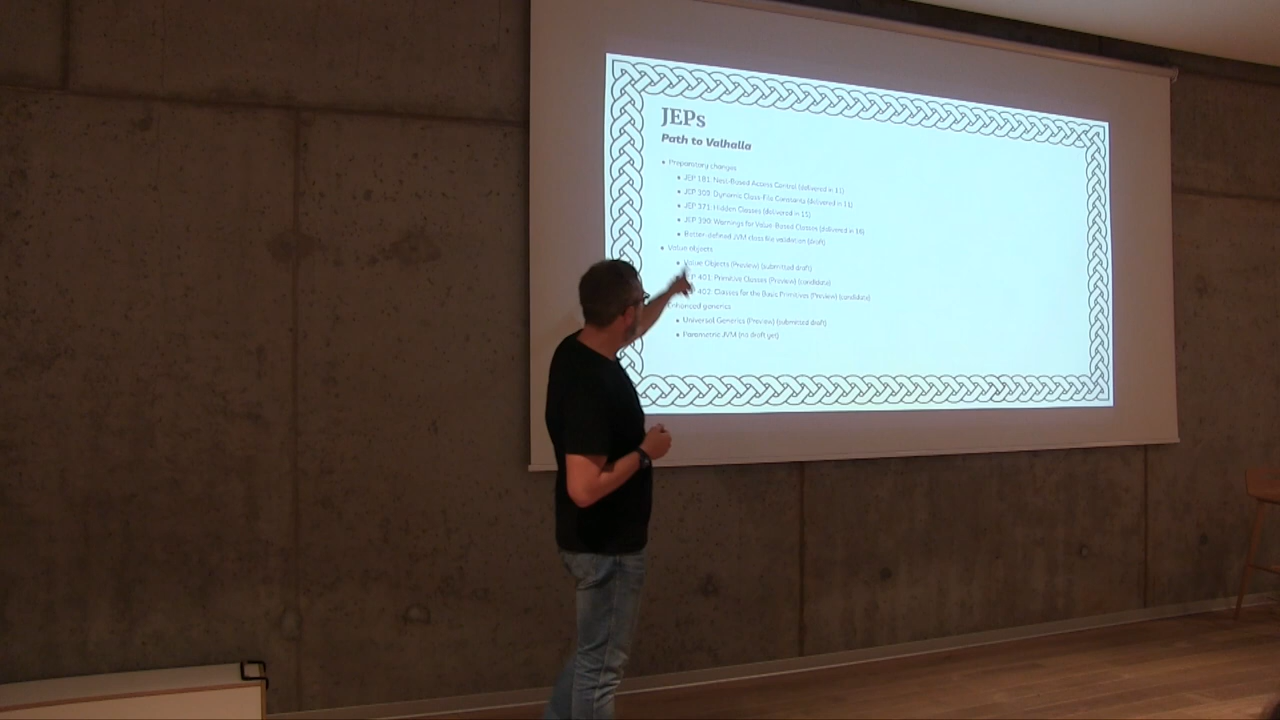 JEPs
Path to Valhalla
• Preparatory changes
• JEP 181: Nest-Based Access Control (delivered in 11)
• JEP 309: Dynamic Class-File Constants (delivered in 11)
• JEP 371: Hidden Classes (delivered in 15)
• JEP 390: Warnings for Value-Based Classes (delivered in 16)
• Better-defined JVM class file validation (draft)
• Value objects
• Value Objects (Preview) (submitted draft)
EP 401: Primitive Classes (Preview) (candidate)
P 402: Classes for the Basic Primitives (Preview) (candidate)
Enhanced generics
• Universal Generics (Preview) (submitted draft)
• Parametric JVM (no draft yet)